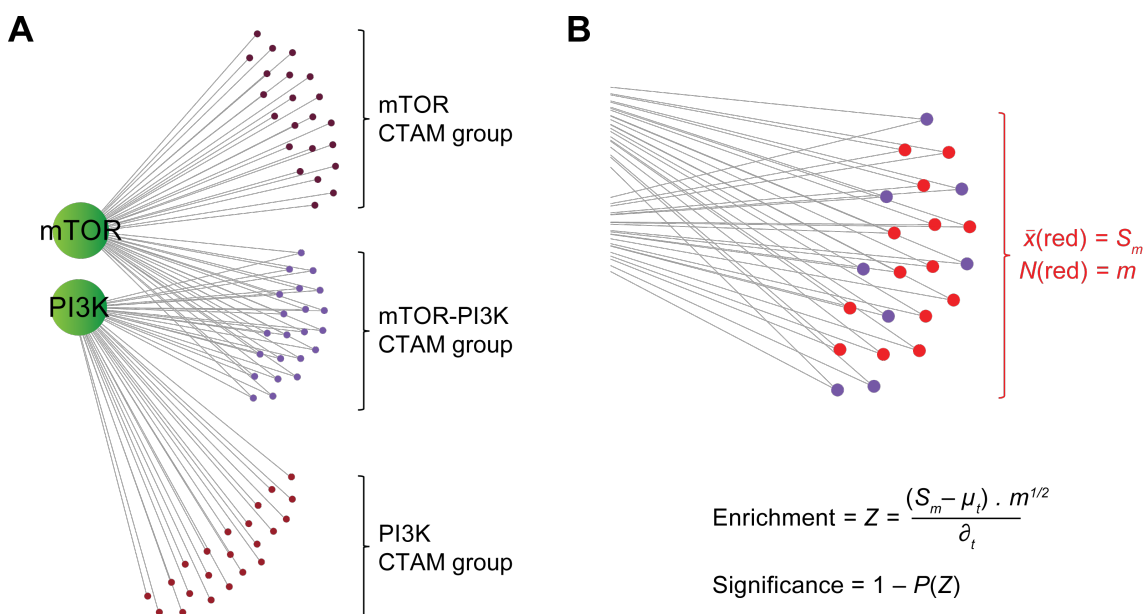 A
mTOR
CTAM group
mTOR
PI3K
mTOR-PI3K
CTAM group
PI3K
CTAM group
B
x̄(red) = Sₘ
N(red) = m
Enrichment = Z = (Sₘ – μₜ) . m^1/2 / ∂ₜ
Significance = 1 – P(Z)